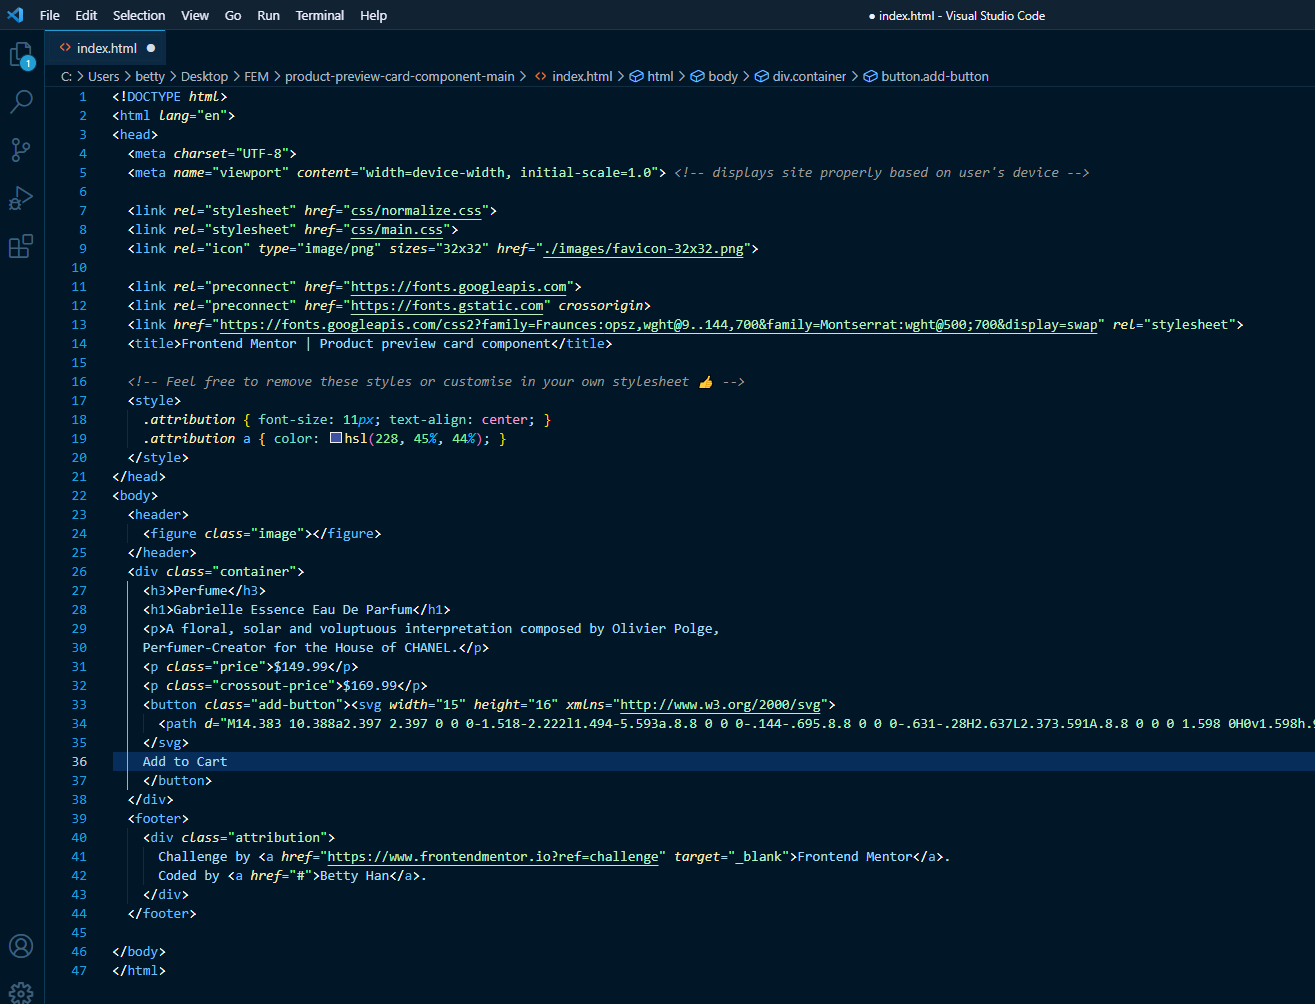 File Edit Selection View Go Run Terminal Help ● index.html - Visual Studio Code
index.html ●
1
C: > Users > betty > Desktop > FEM > product-preview-card-component-main > index.html > html > body > div.container > button.add-button
1 <!DOCTYPE html>
2 <html lang="en">
3 <head>
4 <meta charset="UTF-8">
5 <meta name="viewport" content="width=device-width, initial-scale=1.0"> <!-- displays site properly based on user's device -->
6
7 <link rel="stylesheet" href="css/normalize.css">
8 <link rel="stylesheet" href="css/main.css">
9 <link rel="icon" type="image/png" sizes="32x32" href="./images/favicon-32x32.png">
10
11 <link rel="preconnect" href="https://fonts.googleapis.com">
12 <link rel="preconnect" href="https://fonts.gstatic.com" crossorigin>
13 <link href="https://fonts.googleapis.com/css2?family=Fraunces:opsz,wght@9..144,700&family=Montserrat:wght@500;700&display=swap" rel="stylesheet">
14 <title>Frontend Mentor | Product preview card component</title>
15
16 <!-- Feel free to remove these styles or customise in your own stylesheet 👍 -->
17 <style>
18 .attribution { font-size: 11px; text-align: center; }
19 .attribution a { color: hsl(228, 45%, 44%); }
20 </style>
21 </head>
22 <body>
23 <header>
24 <figure class="image"></figure>
25 </header>
26 <div class="container">
27 <h3>Perfume</h3>
28 <h1>Gabrielle Essence Eau De Parfum</h1>
29 <p>A floral, solar and voluptuous interpretation composed by Olivier Polge,
30 Perfumer-Creator for the House of CHANEL.</p>
31 <p class="price">$149.99</p>
32 <p class="crossout-price">$169.99</p>
33 <button class="add-button"><svg width="15" height="16" xmlns="http://www.w3.org/2000/svg">
34 <path d="M14.383 10.388a2.397 2.397 0 0 0-1.518-2.222l1.494-5.593a.8.8 0 0 0-.144-.695.8.8 0 0 0-.631-.28H2.637L2.373.591A.8.8 0 0 0 1.598 0H0v1.598h.9
35 </svg>
36 Add to Cart
37 </button>
38 </div>
39 <footer>
40 <div class="attribution">
41 Challenge by <a href="https://www.frontendmentor.io?ref=challenge" target="_blank">Frontend Mentor</a>.
42 Coded by <a href="#">Betty Han</a>.
43 </div>
44 </footer>
45
46 </body>
47 </html>